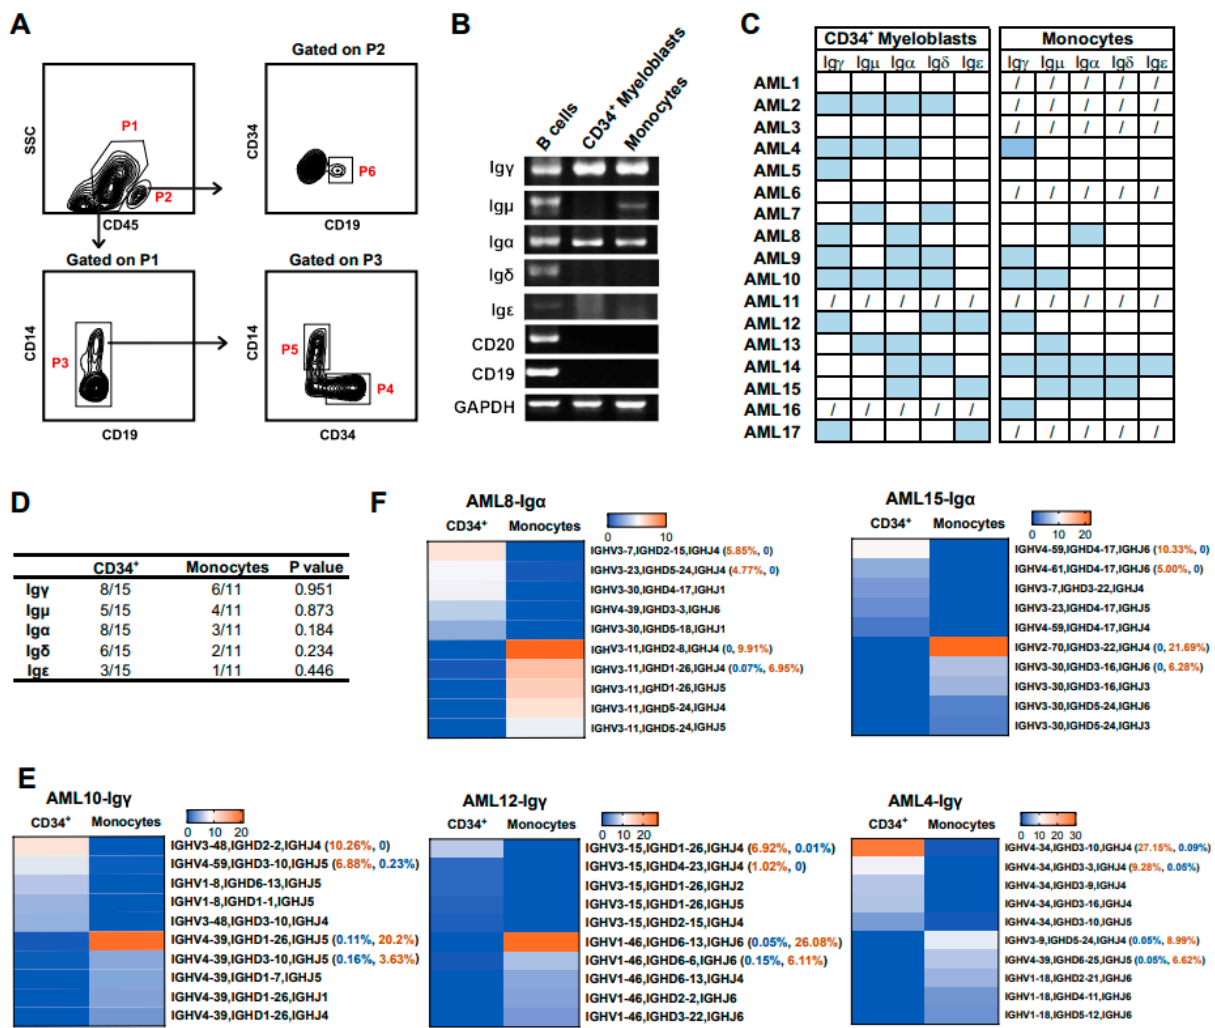 A
Gated on P2
SSC
P1
P2
CD45
CD34
P6
CD19
Gated on P1
Gated on P3
CD14
P3
CD19
CD14
P5
P4
CD34
B
B cells
CD34+ Myeloblasts
Monocytes
Igγ
Igμ
Igα
Igδ
Igε
CD20
CD19
GAPDH
C
CD34+ Myeloblasts Monocytes
Igγ Igμ Igα Igδ Igε Igγ Igμ Igα Igδ Igε
AML1 / / / / /
AML2 / / / / /
AML3 / / / / /
AML4
AML5
AML6 / / / / /
AML7
AML8
AML9
AML10
AML11 / / / / / / / / / /
AML12
AML13
AML14
AML15
AML16 / / / / /
AML17 / / / / /
D
CD34+ Monocytes P value
Igγ 8/15 6/11 0.951
Igμ 5/15 4/11 0.873
Igα 8/15 3/11 0.184
Igδ 6/15 2/11 0.234
Igε 3/15 1/11 0.446
F
AML8-Igα
CD34+ Monocytes
0 10
IGHV3-7,IGHD2-15,IGHJ4 (5.85%, 0)
IGHV3-23,IGHD5-24,IGHJ4 (4.77%, 0)
IGHV3-30,IGHD4-17,IGHJ1
IGHV4-39,IGHD3-3,IGHJ6
IGHV3-30,IGHD5-18,IGHJ1
IGHV3-11,IGHD2-8,IGHJ4 (0, 9.91%)
IGHV3-11,IGHD1-26,IGHJ4 (0.07%, 6.95%)
IGHV3-11,IGHD1-26,IGHJ5
IGHV3-11,IGHD5-24,IGHJ4
IGHV3-11,IGHD5-24,IGHJ5
AML15-Igα
CD34+ Monocytes
0 10 20
IGHV4-59,IGHD4-17,IGHJ6 (10.33%, 0)
IGHV4-61,IGHD4-17,IGHJ6 (5.00%, 0)
IGHV3-7,IGHD3-22,IGHJ4
IGHV3-23,IGHD4-17,IGHJ5
IGHV4-59,IGHD4-17,IGHJ4
IGHV2-70,IGHD3-22,IGHJ4 (0, 21.69%)
IGHV3-30,IGHD3-16,IGHJ6 (0, 6.28%)
IGHV3-30,IGHD3-16,IGHJ3
IGHV3-30,IGHD5-24,IGHJ6
IGHV3-30,IGHD5-24,IGHJ3
E
AML10-Igγ
CD34+ Monocytes
0 10 20
IGHV3-48,IGHD2-2,IGHJ4 (10.26%, 0)
IGHV4-59,IGHD3-10,IGHJ5 (6.88%, 0.23%)
IGHV1-8,IGHD6-13,IGHJ5
IGHV1-8,IGHD1-1,IGHJ5
IGHV3-48,IGHD3-10,IGHJ4
IGHV4-39,IGHD1-26,IGHJ5 (0.11%, 20.2%)
IGHV4-39,IGHD3-10,IGHJ5 (0.16%, 3.63%)
IGHV4-39,IGHD1-7,IGHJ5
IGHV4-39,IGHD1-26,IGHJ1
IGHV4-39,IGHD1-26,IGHJ4
AML12-Igγ
CD34+ Monocytes
0 10 20
IGHV3-15,IGHD1-26,IGHJ4 (6.92%, 0.01%)
IGHV3-15,IGHD4-23,IGHJ4 (1.02%, 0)
IGHV3-15,IGHD1-26,IGHJ2
IGHV3-15,IGHD1-26,IGHJ5
IGHV3-15,IGHD2-15,IGHJ4
IGHV1-46,IGHD6-13,IGHJ6 (0.05%, 26.08%)
IGHV1-46,IGHD6-6,IGHJ6 (0.15%, 6.11%)
IGHV1-46,IGHD6-13,IGHJ4
IGHV1-46,IGHD2-2,IGHJ6
IGHV1-46,IGHD3-22,IGHJ6
AML4-Igγ
CD34+ Monocytes
0 10 20 30
IGHV4-34,IGHD3-10,IGHJ4 (27.15%, 0.09%)
IGHV4-34,IGHD3-3,IGHJ4 (9.28%, 0.05%)
IGHV4-34,IGHD3-9,IGHJ4
IGHV4-34,IGHD3-16,IGHJ4
IGHV4-34,IGHD3-10,IGHJ5
IGHV3-9,IGHD5-24,IGHJ4 (0.05%, 8.99%)
IGHV4-39,IGHD6-25,IGHJ5 (0.05%, 6.62%)
IGHV1-18,IGHD2-21,IGHJ6
IGHV1-18,IGHD4-11,IGHJ6
IGHV1-18,IGHD5-12,IGHJ6